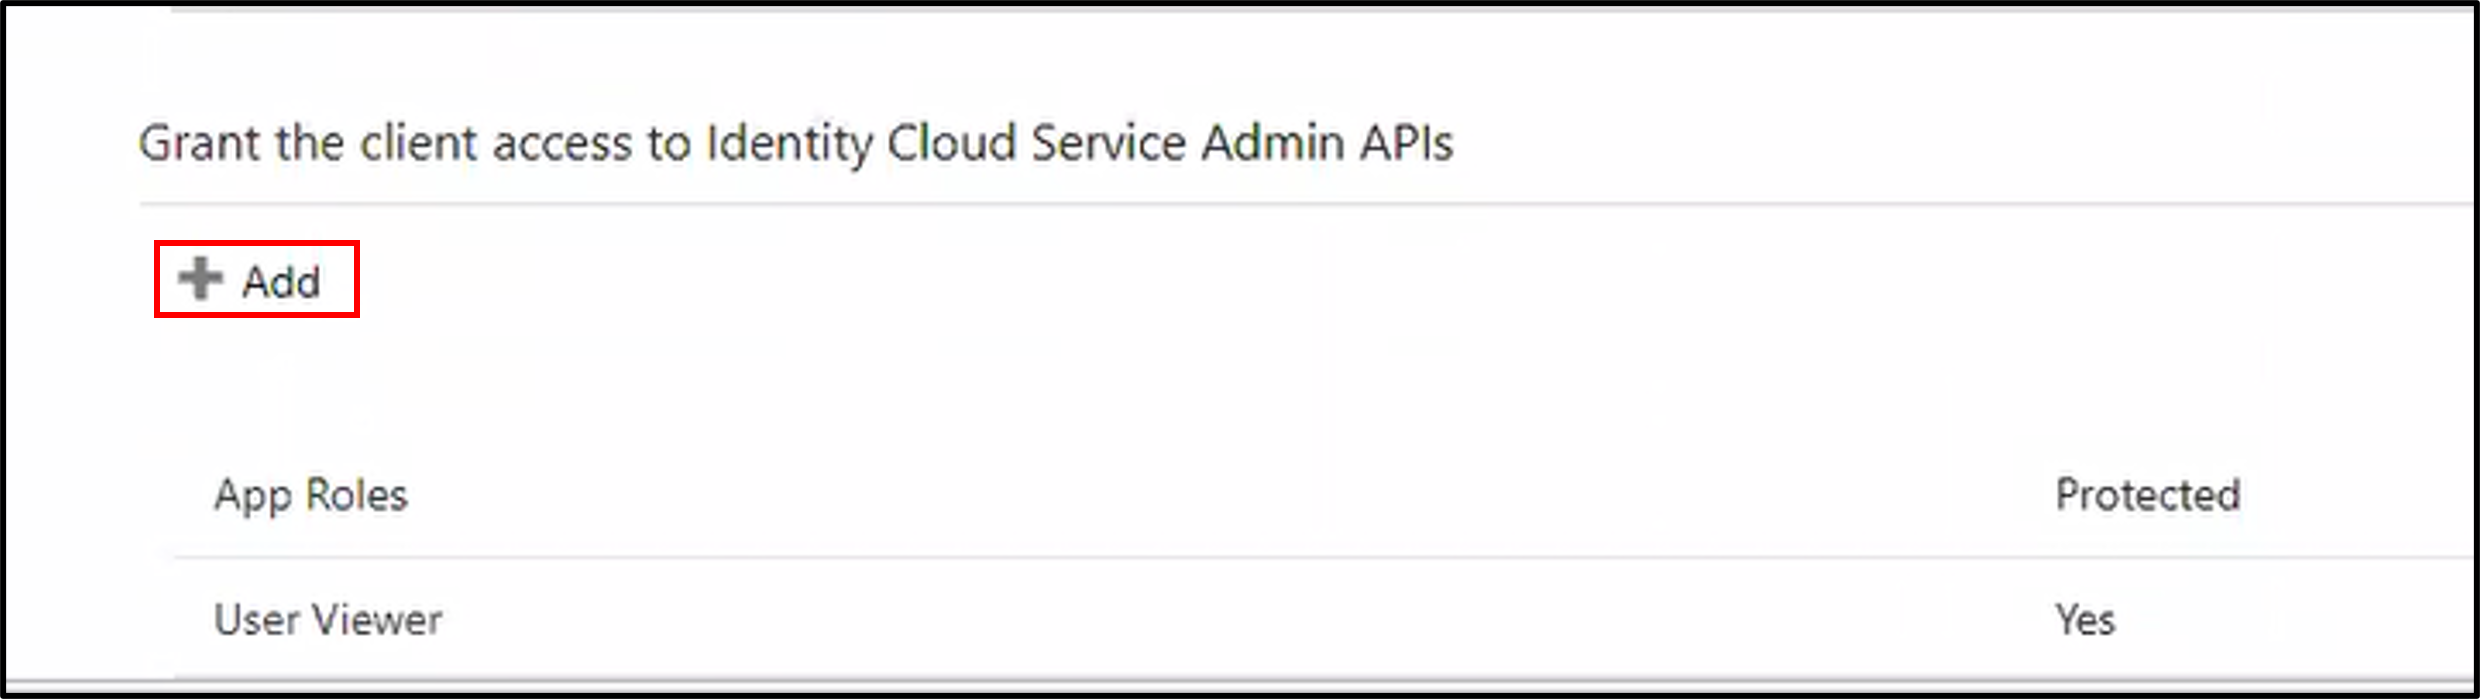 Grant the client access to Identity Cloud Service Admin APIs
Add
App Roles Protected
User Viewer Yes